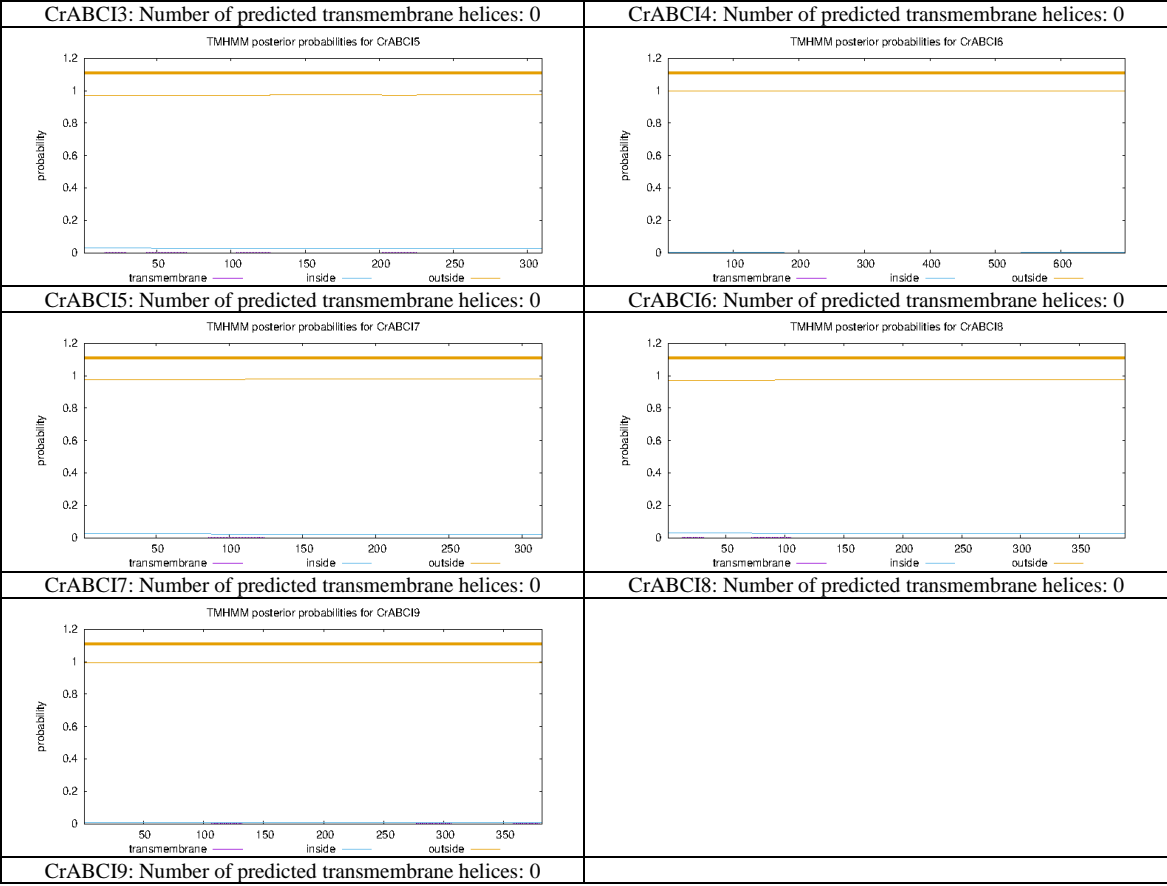 CrABCI3: Number of predicted transmembrane helices: 0
CrABCI4: Number of predicted transmembrane helices: 0
TMHMM posterior probabilities for CrABCI5
1.2
1
0.8
0.6
0.4
0.2
0
probability
50 100 150 200 250 300
transmembrane inside outside
TMHMM posterior probabilities for CrABCI6
1.2
1
0.8
0.6
0.4
0.2
0
probability
100 200 300 400 500 600
transmembrane inside outside
CrABCI5: Number of predicted transmembrane helices: 0
CrABCI6: Number of predicted transmembrane helices: 0
TMHMM posterior probabilities for CrABCI7
1.2
1
0.8
0.6
0.4
0.2
0
probability
50 100 150 200 250 300
transmembrane inside outside
TMHMM posterior probabilities for CrABCI8
1.2
1
0.8
0.6
0.4
0.2
0
probability
50 100 150 200 250 300 350
transmembrane inside outside
CrABCI7: Number of predicted transmembrane helices: 0
CrABCI8: Number of predicted transmembrane helices: 0
TMHMM posterior probabilities for CrABCI9
1.2
1
0.8
0.6
0.4
0.2
0
probability
50 100 150 200 250 300 350
transmembrane inside outside
CrABCI9: Number of predicted transmembrane helices: 0